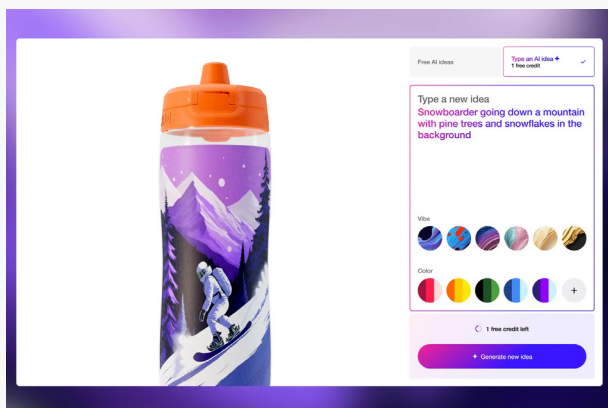 Free AI ideas
Type an AI idea
1 free credit
Type a new idea
Snowboarder going down a mountain
with pine trees and snowflakes in the
background
Vibe
Color
+
1 free credit left
Generate new idea